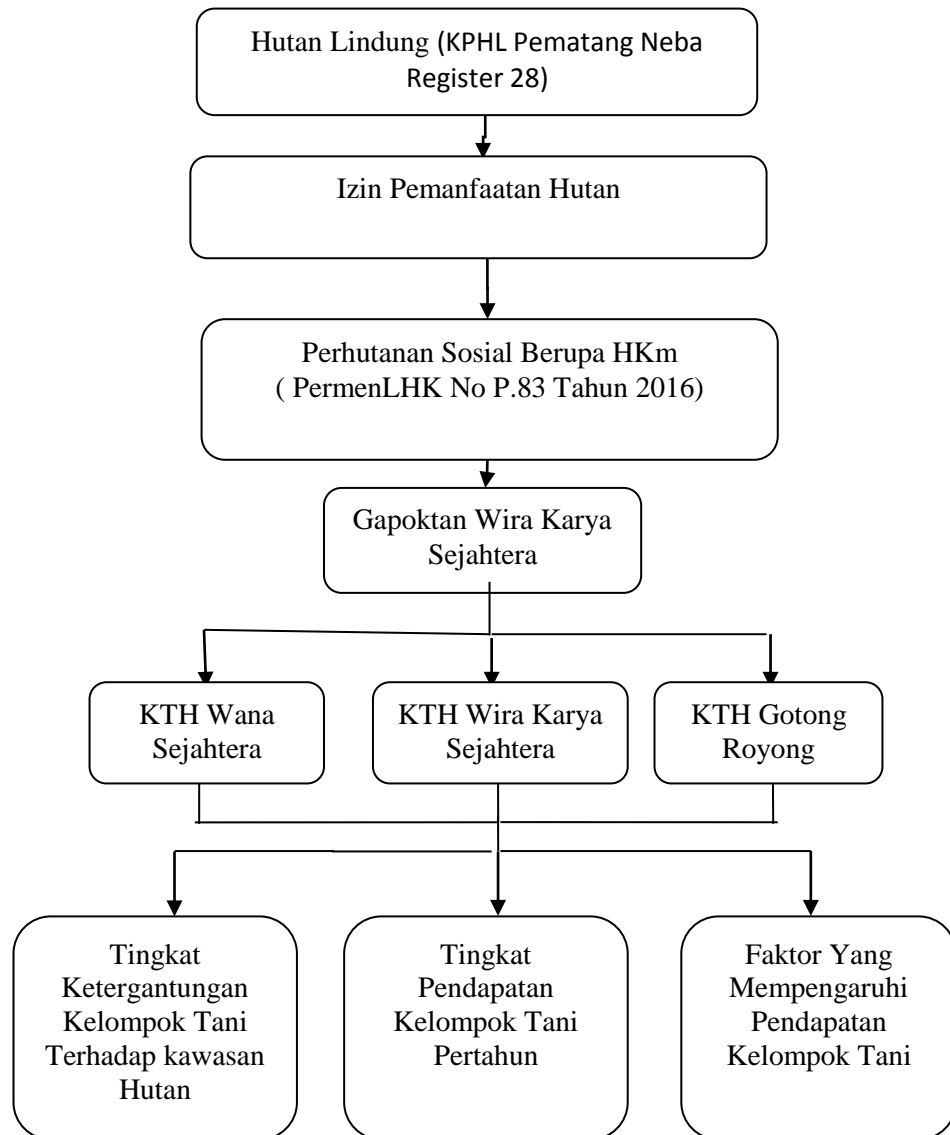 Hutan Lindung (KPHL Pematang Neba
Register 28)
Izin Pemanfaatan Hutan
Perhutanan Sosial Berupa HKm
( PermenLHK No P.83 Tahun 2016)
Gapoktan Wira Karya
Sejahtera
KTH Wana
Sejahtera
KTH Wira Karya
Sejahtera
KTH Gotong
Royong
Tingkat
Ketergantungan
Kelompok Tani
Terhadap kawasan
Hutan
Tingkat
Pendapatan
Kelompok Tani
Pertahun
Faktor Yang
Mempengaruhi
Pendapatan
Kelompok Tani